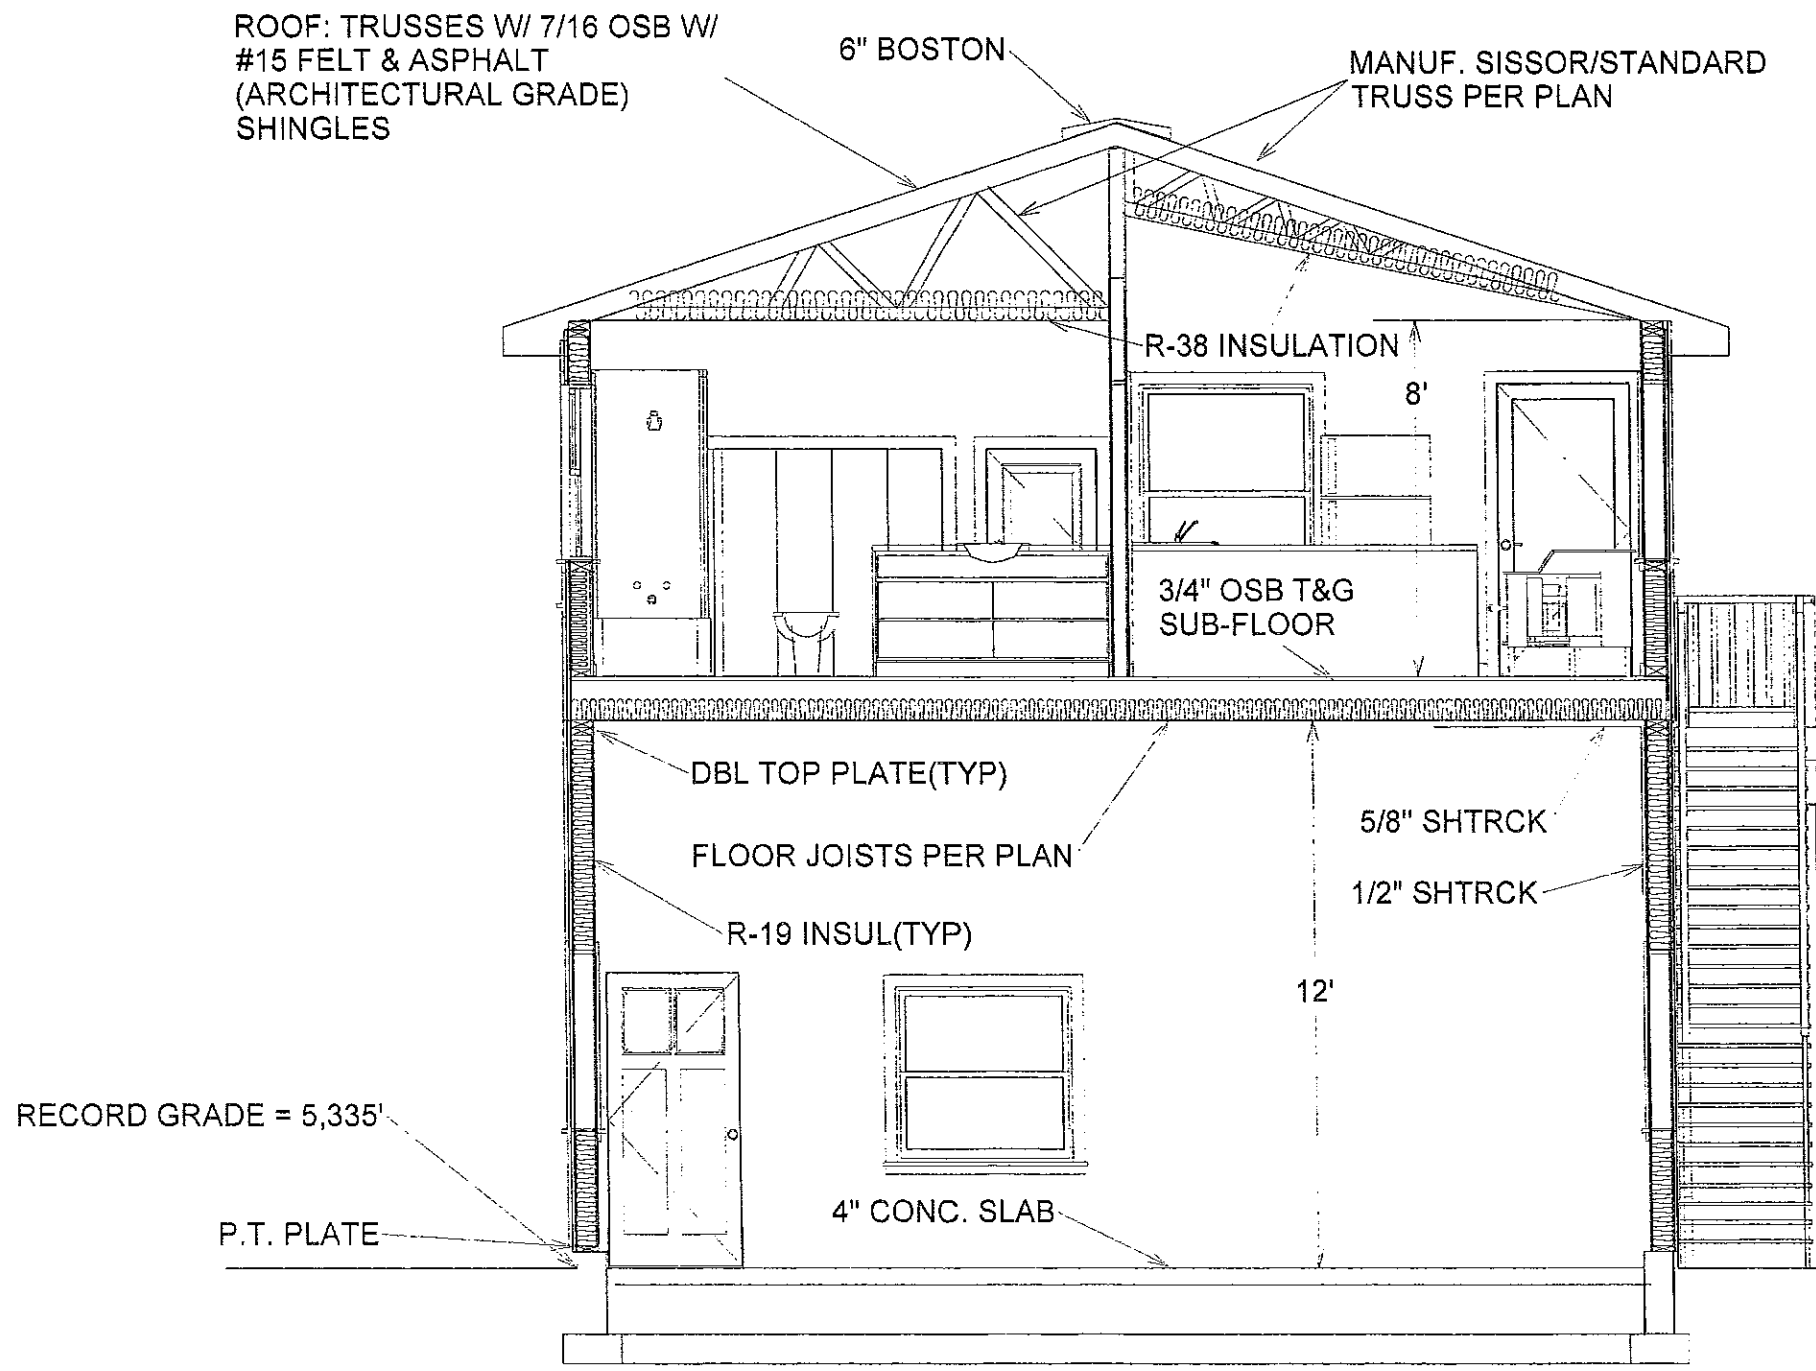 ROOF: TRUSSES W/ 7/16 OSB W/
#15 FELT & ASPHALT
(ARCHITECTURAL GRADE)
SHINGLES
6" BOSTON
MANUF. SISSOR/STANDARD
TRUSS PER PLAN
R-38 INSULATION
8'
3/4" OSB T&G
SUB-FLOOR
DBL TOP PLATE(TYP)
5/8" SHTRCK
FLOOR JOISTS PER PLAN
1/2" SHTRCK
R-19 INSUL(TYP)
12'
RECORD GRADE = 5,335'
4" CONC. SLAB
P.T. PLATE